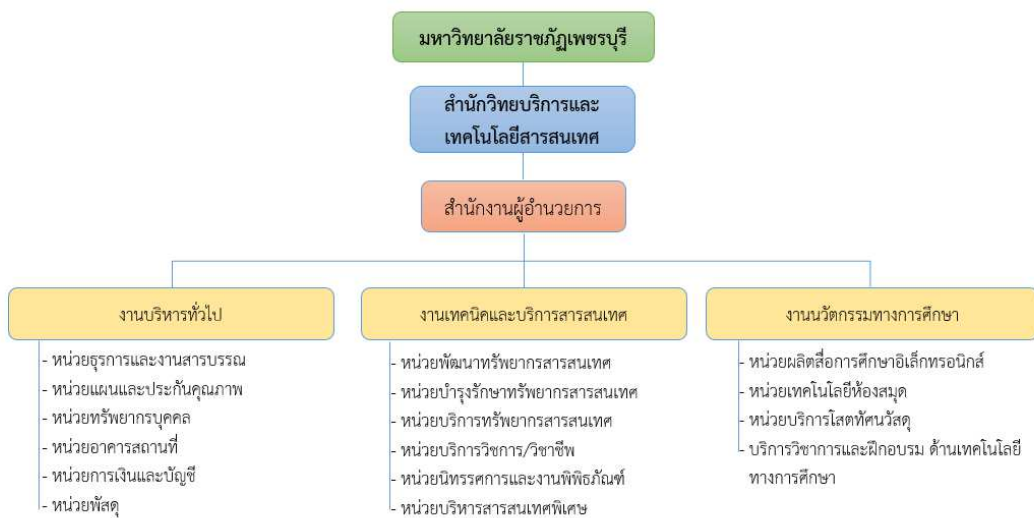 มหาวิทยาลัยราชภัฏเพชรบุรี
สำนักวิทยบริการและ
เทคโนโลยีสารสนเทศ
สำนักงานผู้อำนวยการ
งานบริหารทั่วไป
- หน่วยธุรการและงานสารบรรณ
- หน่วยแผนและประกันคุณภาพ
- หน่วยทรัพยากรบุคคล
- หน่วยอาคารสถานที่
- หน่วยการเงินและบัญชี
- หน่วยพัสดุ
งานเทคนิคและบริการสารสนเทศ
- หน่วยพัฒนาทรัพยากรสารสนเทศ
- หน่วยบำรุงรักษาทรัพยากรสารสนเทศ
- หน่วยบริการทรัพยากรสารสนเทศ
- หน่วยบริการวิชการ/วิชาชีพ
- หน่วยนิทรรศการและงานพิพิธภัณฑ์
- หน่วยบริหารสารสนเทศพิเศษ
งานนวัตกรรมทางการศึกษา
- หน่วยผลิตสื่อการศึกษาอิเล็กทรอนิกส์
- หน่วยเทคโนโลยีห้องสมุด
- หน่วยบริการโสตทัศนวัสดุ
- บริการวิชาการและฝึกอบรม ด้านเทคโนโลยี
ทางการศึกษา